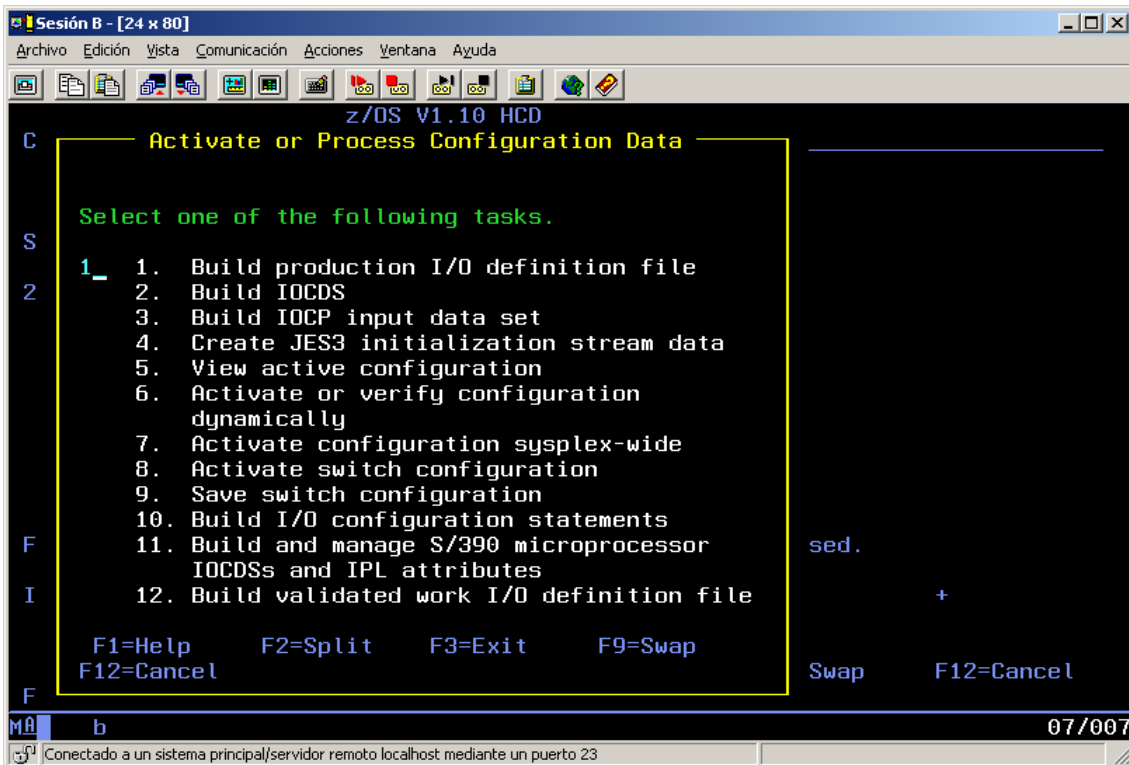 Sesión B - [24 x 80]
Archivo Edición Vista Comunicación Acciones Ventana Ayuda
z/OS V1.10 HCD
C Activate or Process Configuration Data
Select one of the following tasks.
S
1_ 1. Build production I/O definition file
2 2. Build IOCDS
3. Build IOCP input data set
4. Create JES3 initialization stream data
5. View active configuration
6. Activate or verify configuration
dynamically
7. Activate configuration sysplex-wide
8. Activate switch configuration
9. Save switch configuration
10. Build I/O configuration statements
F 11. Build and manage S/390 microprocessor sed.
IOCDSs and IPL attributes
I 12. Build validated work I/O definition file +
F1=Help F2=Split F3=Exit F9=Swap
F12=Cancel Swap F12=Cancel
F
MA b 07/007
Conectado a un sistema principal/servidor remoto localhost mediante un puerto 23